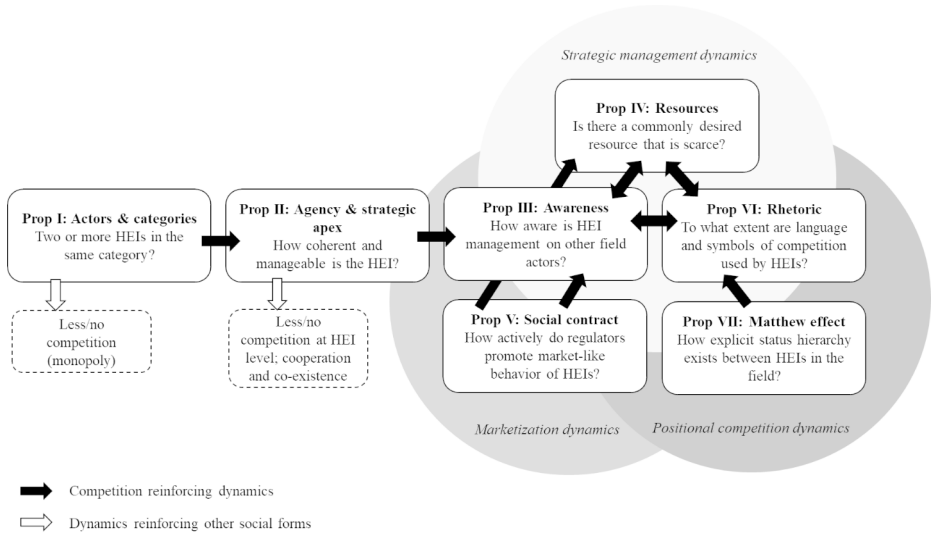 Strategic management dynamics
Prop IV: Resources
Is there a commonly desired
resource that is scarce?
Prop I: Actors & categories
Two or more HEIs in the
same category?
Prop II: Agency & strategic
apex
How coherent and
manageable is the HEI?
Prop III: Awareness
How aware is HEI
management on other field
actors?
Prop VI: Rhetoric
To what extent are language
and symbols of competition
used by HEIs?
Less/no
competition
(monopoly)
Less/no
competition at HEI
level; cooperation
and co-existence
Prop V: Social contract
How actively do regulators
promote market-like
behavior of HEIs?
Prop VII: Matthew effect
How explicit status hierarchy
exists between HEIs in the
field?
Marketization dynamics
Positional competition dynamics
Competition reinforcing dynamics
Dynamics reinforcing other social forms